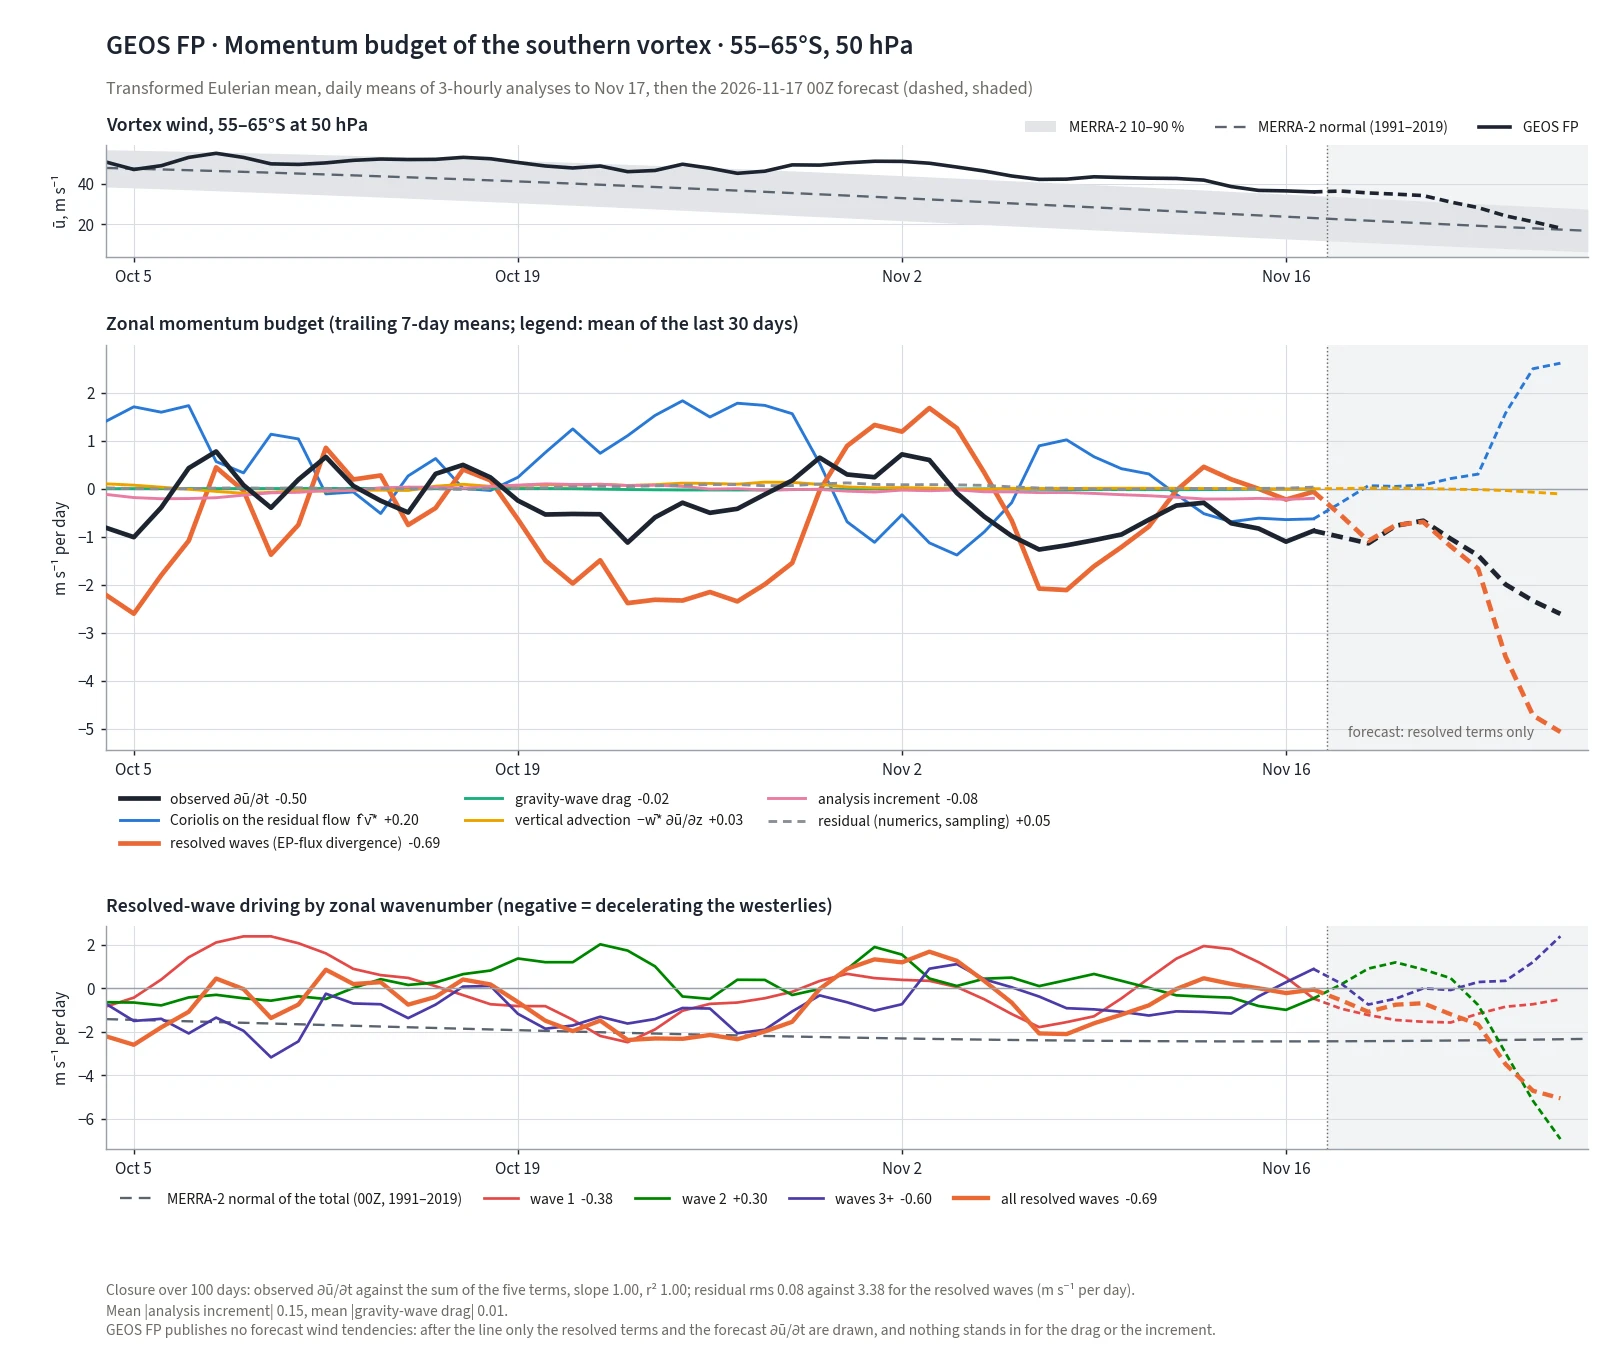 GEOS FP · Momentum budget of the southern vortex · 55–65°S, 50 hPa
Transformed Eulerian mean, daily means of 3-hourly analyses to Nov 17, then the 2026-11-17 00Z forecast (dashed, shaded)
Vortex wind, 55–65°S at 50 hPa
MERRA-2 10–90 %
MERRA-2 normal (1991–2019)
GEOS FP
ū, m s⁻¹
40
20
Oct 5
Oct 19
Nov 2
Nov 16
Zonal momentum budget (trailing 7-day means; legend: mean of the last 30 days)
m s⁻¹ per day
2
1
0
−1
−2
−3
−4
−5
forecast: resolved terms only
Oct 5
Oct 19
Nov 2
Nov 16
observed ∂ū/∂t -0.50
Coriolis on the residual flow f v̄* +0.20
resolved waves (EP-flux divergence) -0.69
gravity-wave drag -0.02
vertical advection −w̄* ∂ū/∂z +0.03
analysis increment -0.08
residual (numerics, sampling) +0.05
Resolved-wave driving by zonal wavenumber (negative = decelerating the westerlies)
m s⁻¹ per day
2
0
−2
−4
−6
Oct 5
Oct 19
Nov 2
Nov 16
MERRA-2 normal of the total (00Z, 1991–2019)
wave 1 -0.38
wave 2 +0.30
waves 3+ -0.60
all resolved waves -0.69
Closure over 100 days: observed ∂ū/∂t against the sum of the five terms, slope 1.00, r² 1.00; residual rms 0.08 against 3.38 for the resolved waves (m s⁻¹ per day).
Mean |analysis increment| 0.15, mean |gravity-wave drag| 0.01.
GEOS FP publishes no forecast wind tendencies: after the line only the resolved terms and the forecast ∂ū/∂t are drawn, and nothing stands in for the drag or the increment.